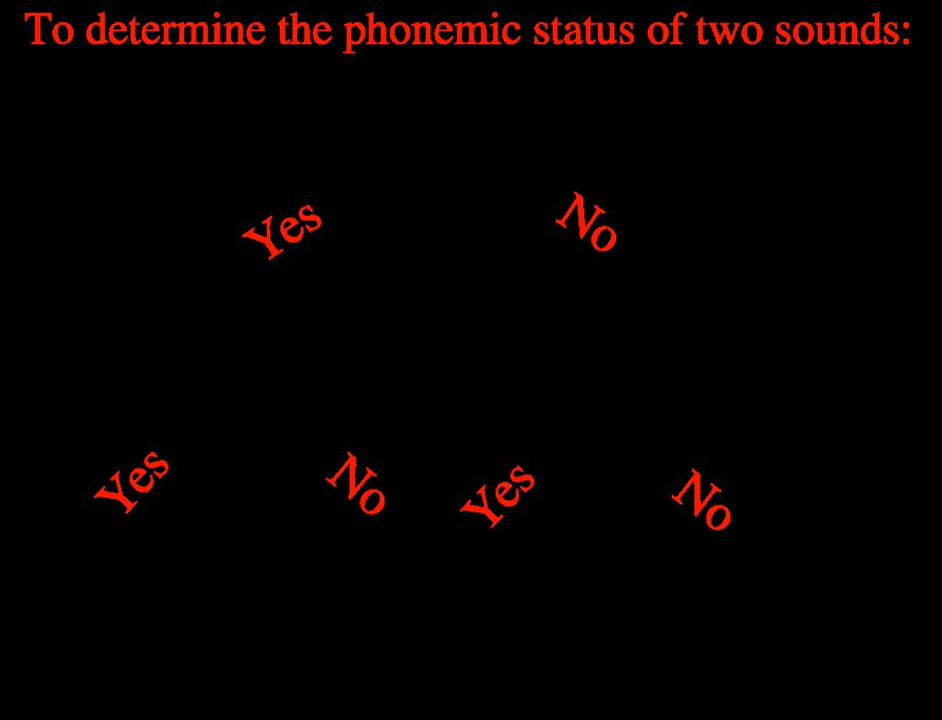 To determine the phonemic status of two sounds:
Yes
No
Yes
No
Yes
No